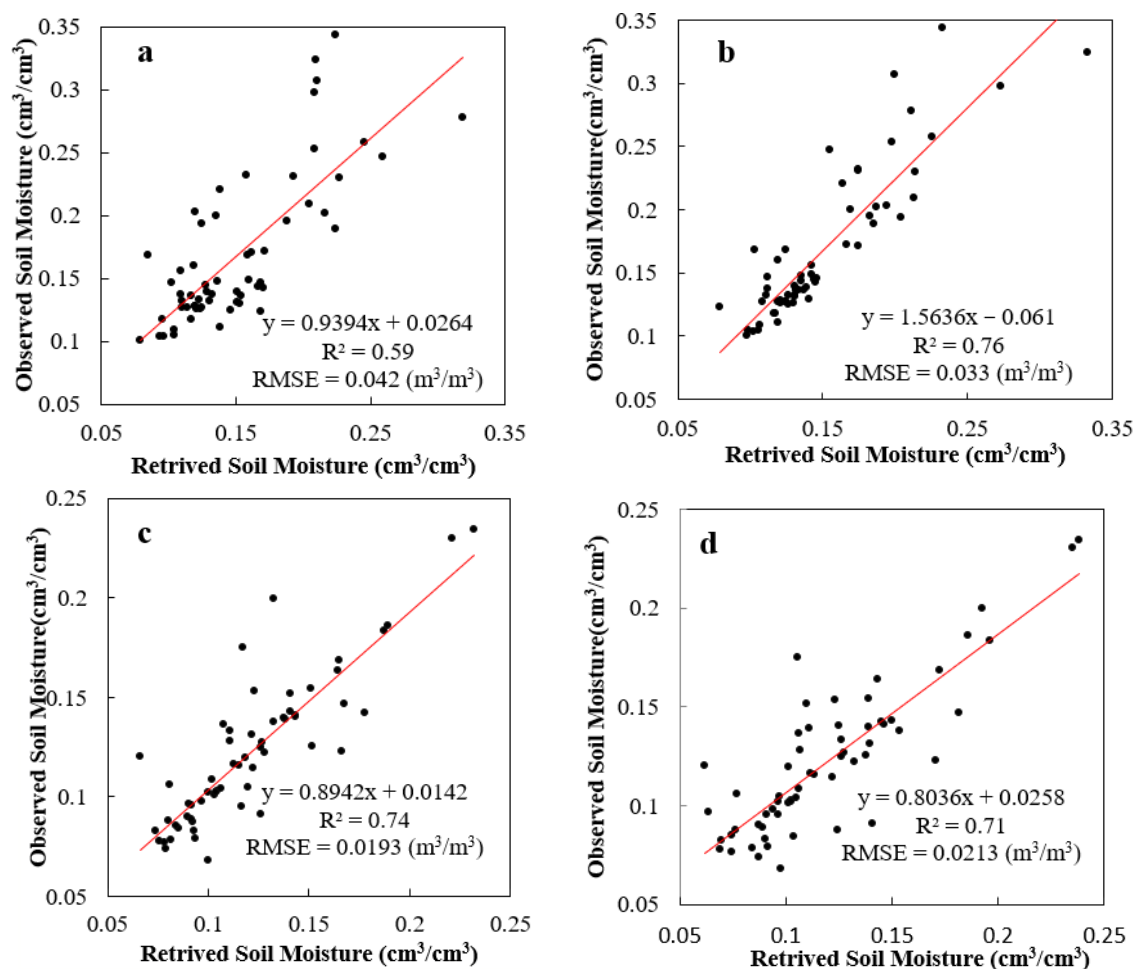 a
Observed Soil Moisture (cm³/cm³)
0.35
0.3
0.25
0.2
0.15
0.1
0.05
y = 0.9394x + 0.0264
R² = 0.59
RMSE = 0.042 (m³/m³)
0.05 0.15 0.25 0.35
Retrived Soil Moisture (cm³/cm³)
b
Observed Soil Moisture(cm³/cm³)
0.35
0.3
0.25
0.2
0.15
0.1
0.05
y = 1.5636x − 0.061
R² = 0.76
RMSE = 0.033 (m³/m³)
0.05 0.15 0.25 0.35
Retrived Soil Moisture (cm³/cm³)
c
Observed Soil Moisture(cm³/cm³)
0.25
0.2
0.15
0.1
0.05
y = 0.8942x + 0.0142
R² = 0.74
RMSE = 0.0193 (m³/m³)
0.05 0.1 0.15 0.2 0.25
Retrived Soil Moisture (cm³/cm³)
d
Observed Soil Moisture(cm³/cm³)
0.25
0.2
0.15
0.1
0.05
y = 0.8036x + 0.0258
R² = 0.71
RMSE = 0.0213 (m³/m³)
0.05 0.1 0.15 0.2 0.25
Retrived Soil Moisture (cm³/cm³)